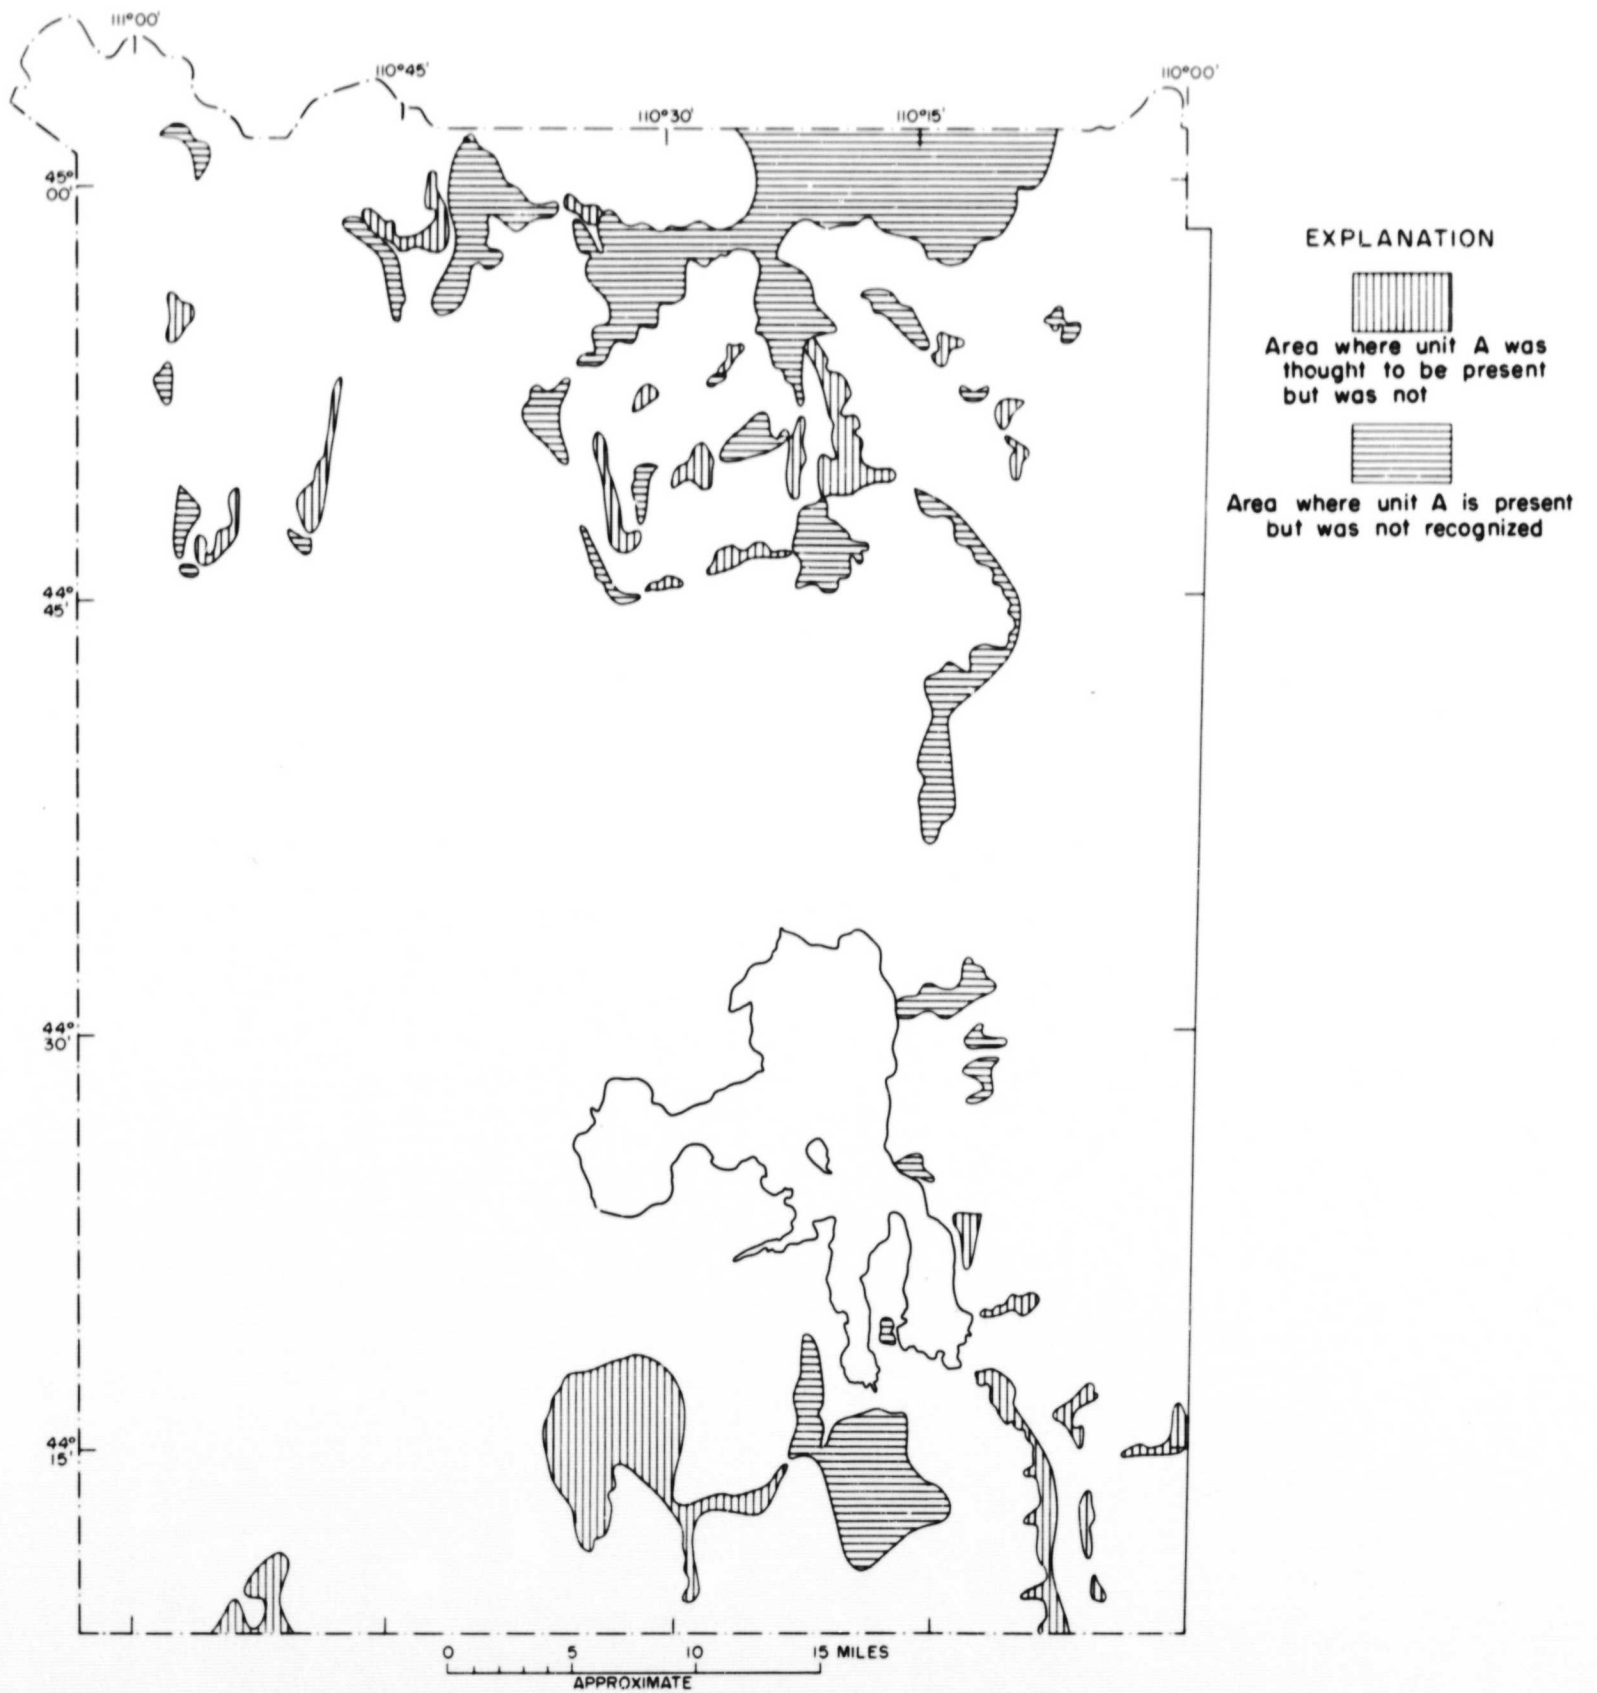 111°00'
110°45'
110°30'
110°15'
110°00'
45°
00'
EXPLANATION
Area where unit A was
thought to be present
but was not
Area where unit A is present
but was not recognized
44°
45'
44°
30'
44°
15'
0 5 10 15 MILES
APPROXIMATE